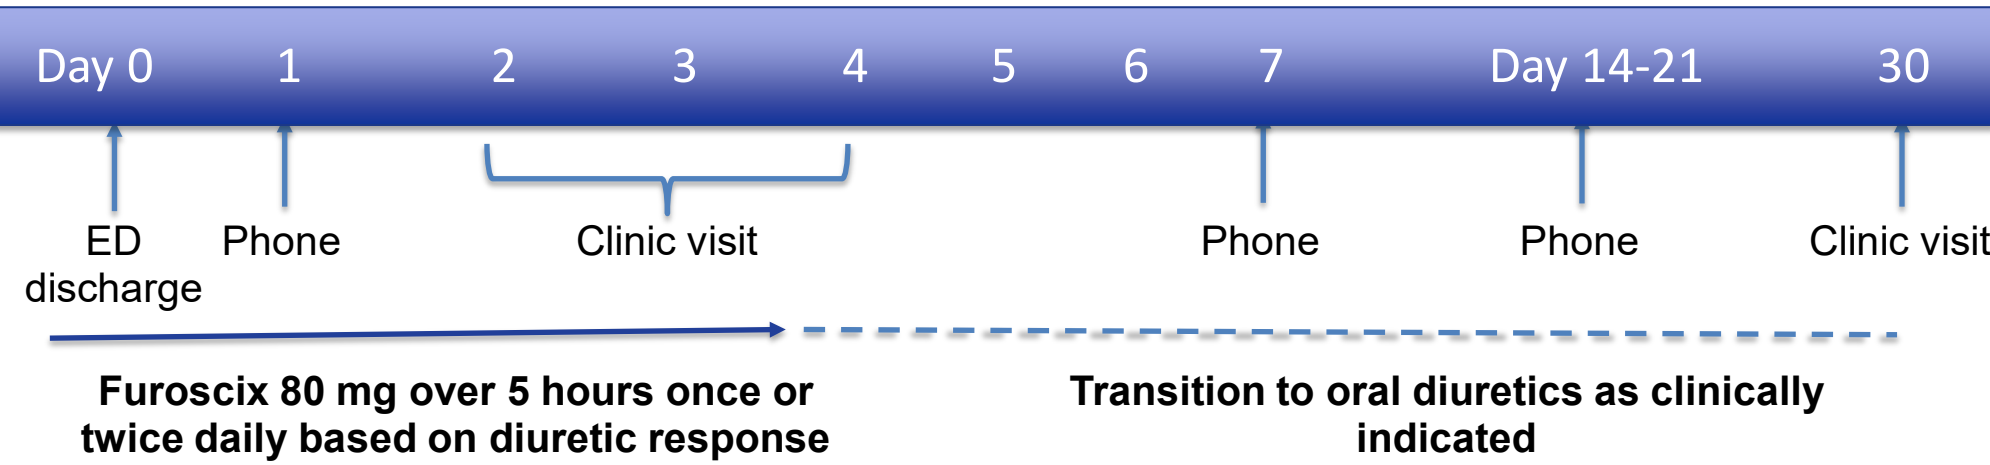 Day 0 1 2 3 4 5 6 7 Day 14-21 30
ED Phone Clinic visit Phone Phone Clinic visit
discharge
Furoscix 80 mg over 5 hours once or
twice daily based on diuretic response
Transition to oral diuretics as clinically
indicated